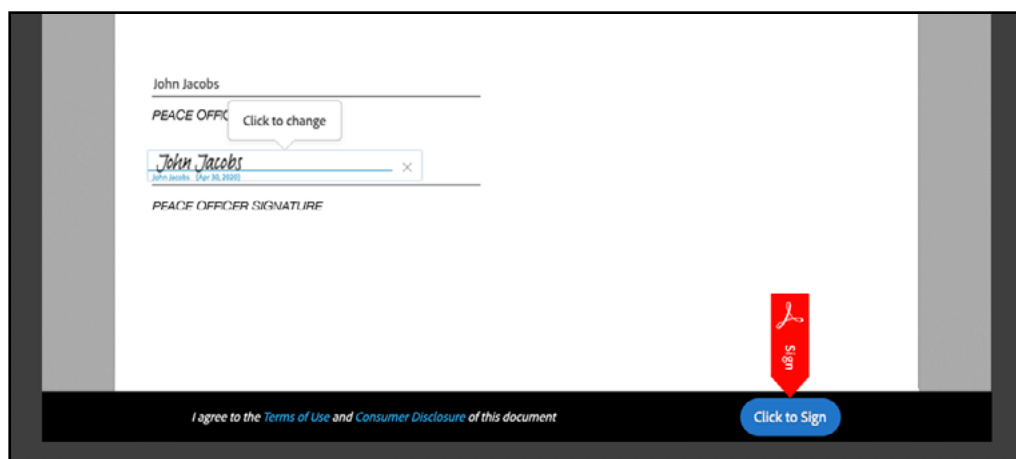 John Jacobs
PEACE OFFIC
Click to change
John Jacobs
John Jacobs (Apr 30, 2020)
PEACE OFFICER SIGNATURE
Sign
I agree to the Terms of Use and Consumer Disclosure of this document
Click to Sign